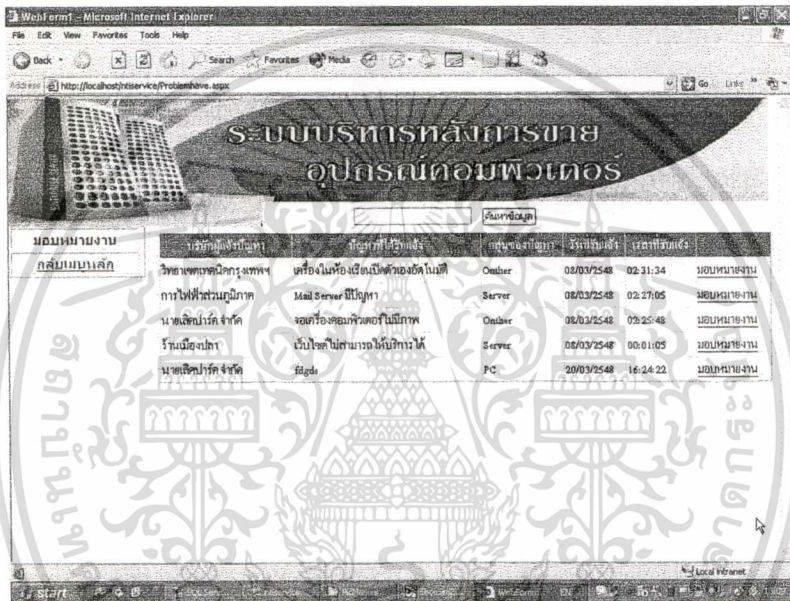 WebForm1 - Microsoft Internet Explorer
File Edit View Favorites Tools Help
Back Search Favorites Media
Address http://localhost/ntiservice/Problemhave.aspx Go Links
ระบบบริหารหลังการขาย
อุปกรณ์คอมพิวเตอร์
ค้นหาข้อมูล
มอบหมายงาน
กลับเมนูหลัก
บริษัทผู้แจ้งปัญหา ปัญหาที่ได้รับแจ้ง กลุ่มของปัญหา วันที่รับแจ้ง เวลาที่รับแจ้ง
วิทยาเขตเทคนิคกรุงเทพฯ เครื่องในห้องเรียนปิดตัวเองอัตโนมัติ Onther 08/03/2548 02:31:34 มอบหมายงาน
การไฟฟ้าส่วนภูมิภาค Mail Server มีปัญหา Server 08/03/2548 02:27:05 มอบหมายงาน
นายเลิศปาร์ค จำกัด จอเครื่องคอมพิวเตอร์ไม่มีภาพ Onther 08/03/2548 02:25:48 มอบหมายงาน
ร้านเมืองปลา เว็บไซต์ไม่สามารถให้บริการได้ Server 08/03/2548 00:01:05 มอบหมายงาน
นายเลิศปาร์ค จำกัด fdgds PC 20/03/2548 16:24:22 มอบหมายงาน
Local intranet
start